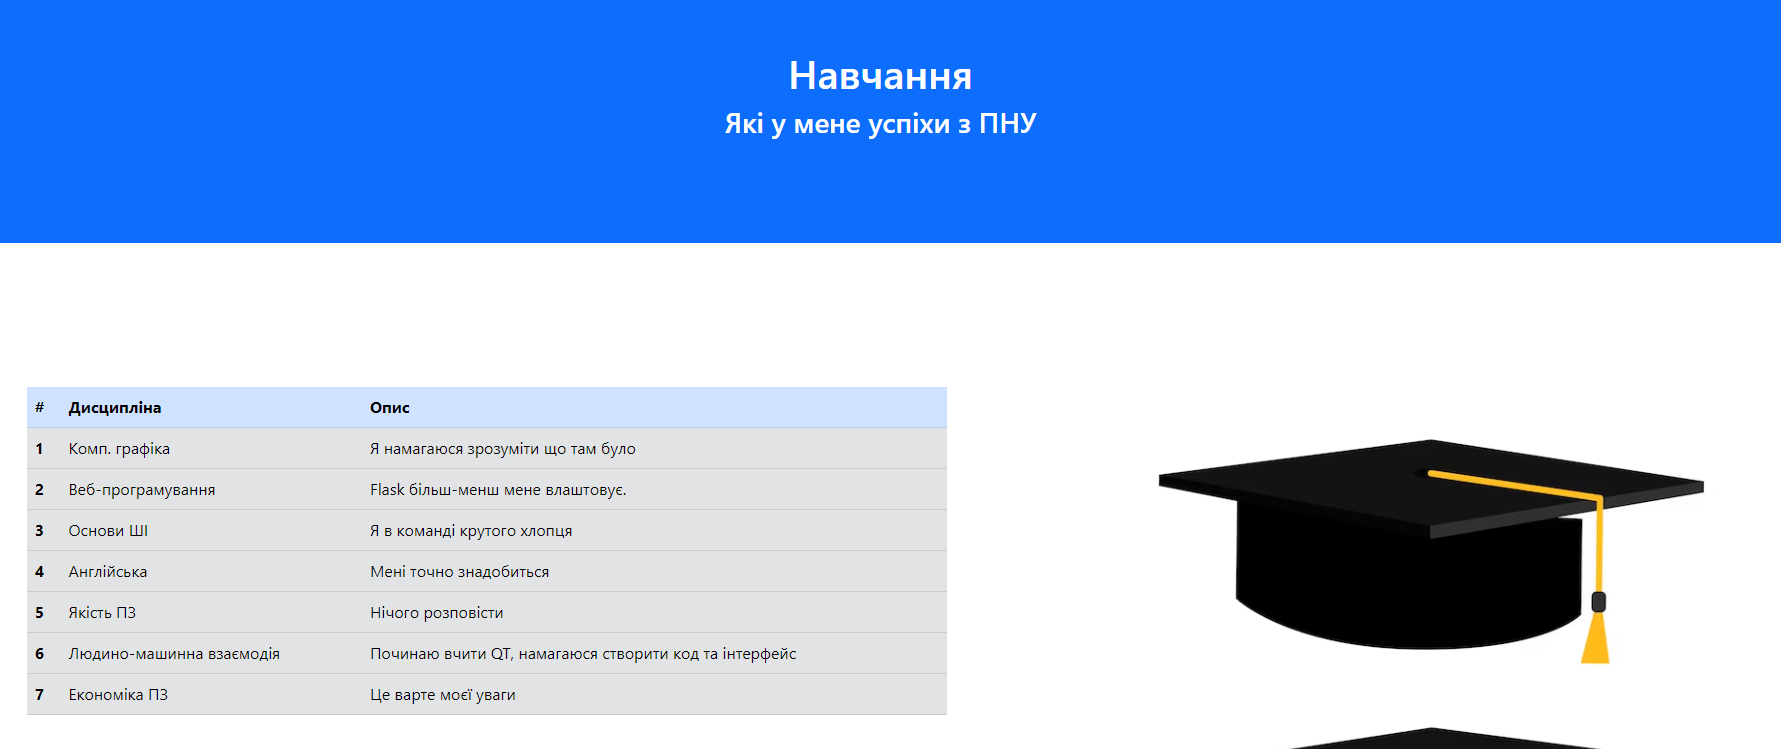 Навчання
Які у мене успіхи з ПНУ
# Дисципліна Опис
1 Комп. графіка Я намагаюся зрозуміти що там було
2 Веб-програмування Flask більш-менш мене влаштовує.
3 Основи ШІ Я в команді крутого хлопця
4 Англійська Мені точно знадобиться
5 Якість ПЗ Нічого розповісти
6 Людино-машинна взаємодія Починаю вчити QT, намагаюся створити код та інтерфейс
7 Економіка ПЗ Це варте моєї уваги